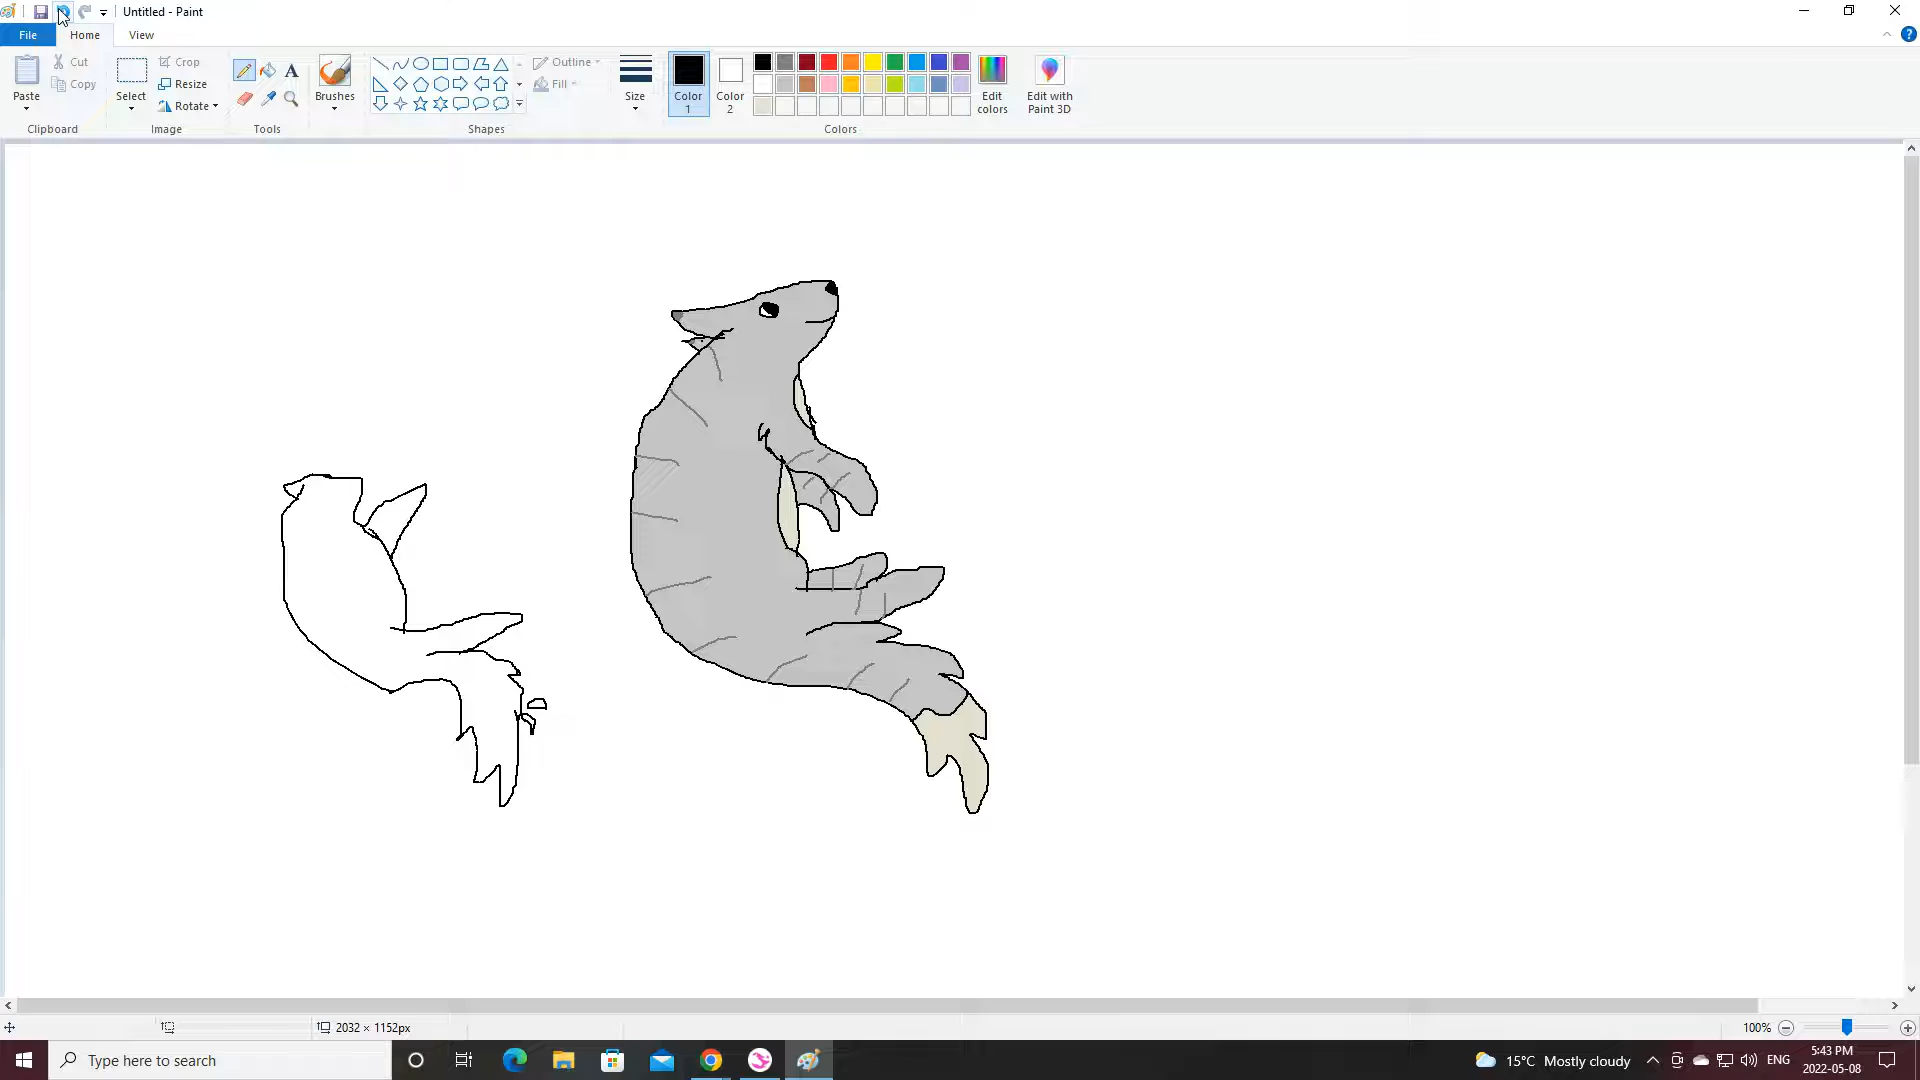 Untitled - Paint
File Home View
Paste
Cut
Copy
Clipboard
Select
Crop
Resize
Rotate
Image
A
Tools
Brushes
Outline
Fill
Shapes
Size
Color 1
Color 2
Edit colors
Edit with Paint 3D
Colors
2032 × 1152px
100%
Type here to search
15°C Mostly cloudy
ENG
5:43 PM
2022-05-08